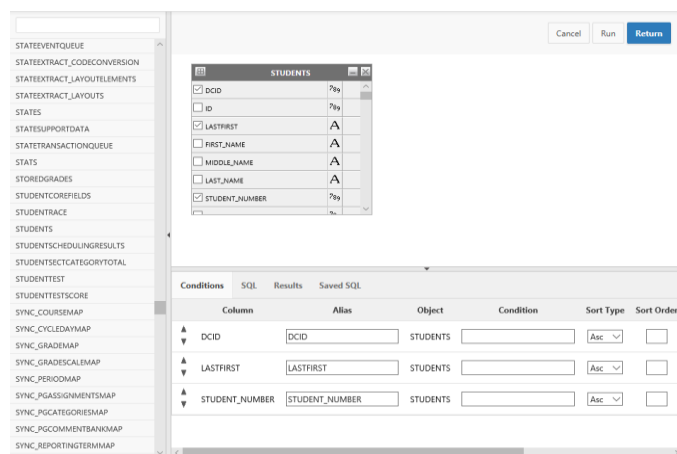 Cancel Run Return
STATEEVENTQUEUE
STATEEXTRACT_CODECONVERSION
STATEEXTRACT_LAYOUTELEMENTS
STATEEXTRACT_LAYOUTS
STATES
STATESUPPORTDATA
STATETRANSACTIONQUEUE
STATS
STOREDGRADES
STUDENTCOREFIELDS
STUDENTRACE
STUDENTS
STUDENTSCHEDULINGRESULTS
STUDENTSECTCATEGORYTOTAL
STUDENTTEST
STUDENTTESTSCORE
SYNC_COURSEMAP
SYNC_CYCLEDAYMAP
SYNC_GRADEMAP
SYNC_GRADESCALEMAP
SYNC_PERIODMAP
SYNC_PGASSIGNMENTSMAP
SYNC_PGCATEGORIESMAP
SYNC_PGCOMMENTBANKMAP
SYNC_REPORTINGTERMMAP
STUDENTS
DCID 789
ID 789
LASTFIRST A
FIRST_NAME A
MIDDLE_NAME A
LAST_NAME A
STUDENT_NUMBER 789
Conditions SQL Results Saved SQL
Column Alias Object Condition Sort Type Sort Order
DCID DCID STUDENTS Asc
LASTFIRST LASTFIRST STUDENTS Asc
STUDENT_NUMBER STUDENT_NUMBER STUDENTS Asc